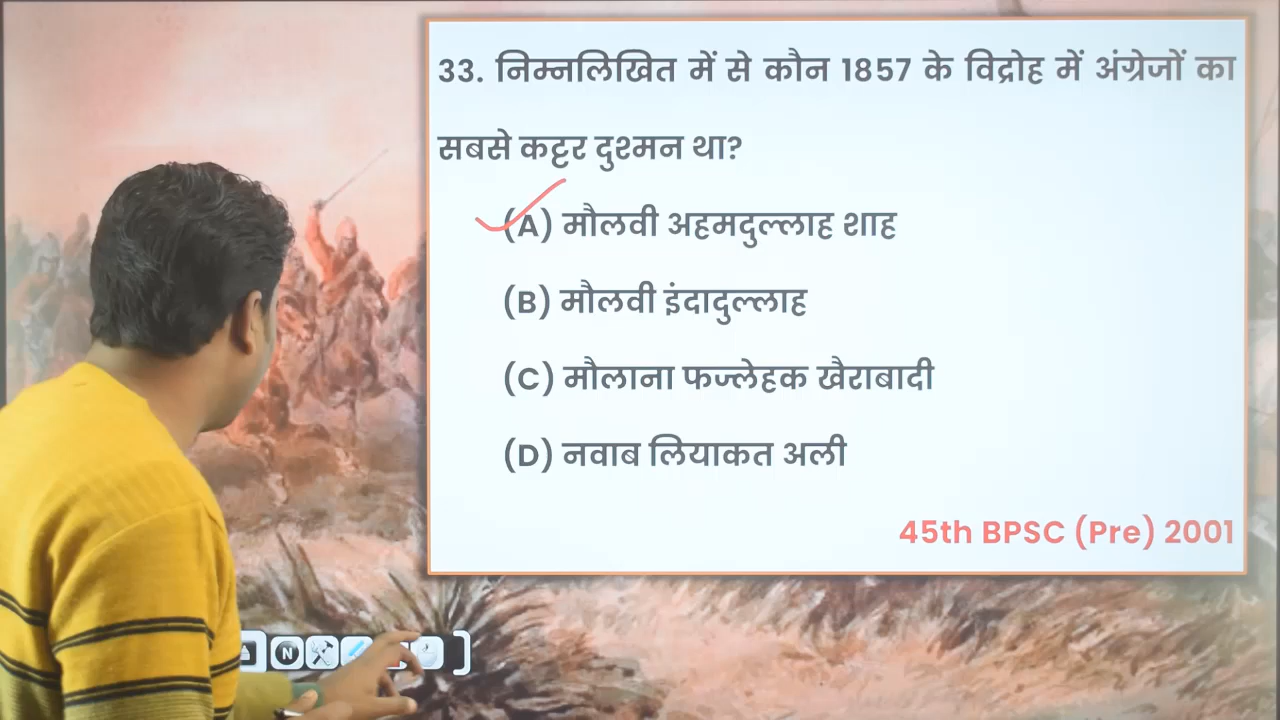 33. निम्नलिखित में से कौन 1857 के विद्रोह में अंग्रेजों का
सबसे कट्टर दुश्मन था?
(A) मौलवी अहमदुल्लाह शाह
(B) मौलवी इंदादुल्लाह
(C) मौलाना फज्लेहक खैराबादी
(D) नवाब लियाकत अली
45th BPSC (Pre) 2001
N